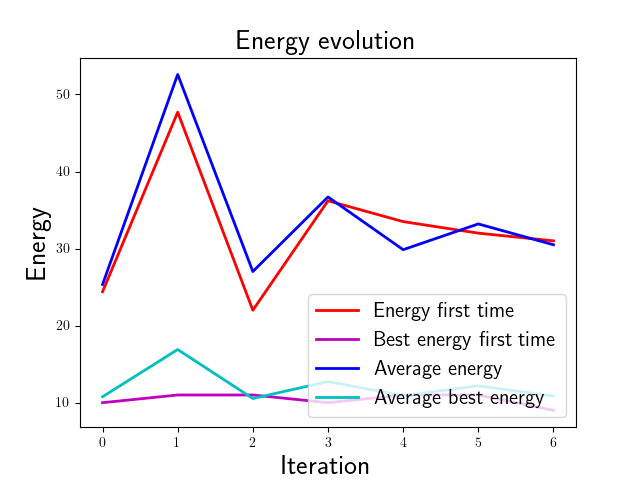 Energy evolution
Energy
50
40
30
20
10
Energy first time
Best energy first time
Average energy
Average best energy
0 1 2 3 4 5 6
Iteration